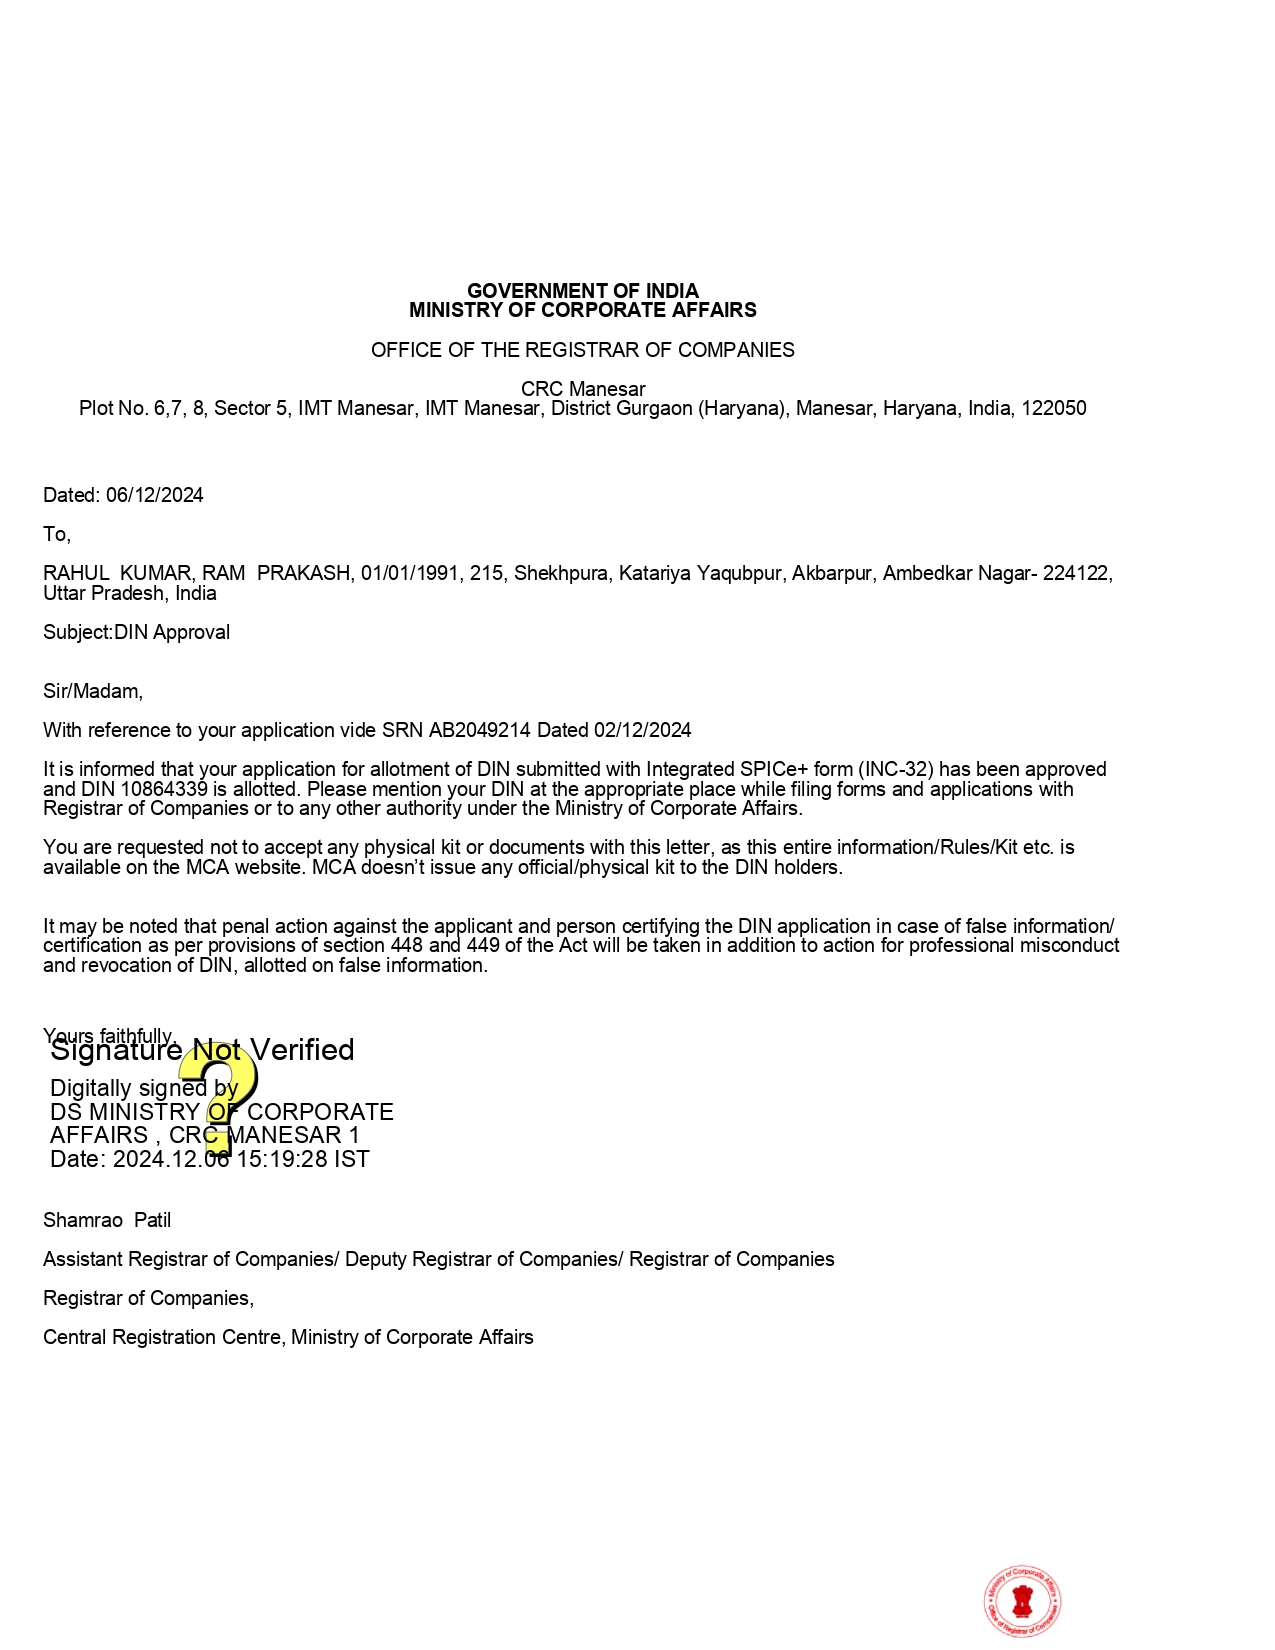 GOVERNMENT OF INDIA
MINISTRY OF CORPORATE AFFAIRS
OFFICE OF THE REGISTRAR OF COMPANIES
CRC Manesar
Plot No. 6,7, 8, Sector 5, IMT Manesar, IMT Manesar, District Gurgaon (Haryana), Manesar, Haryana, India, 122050
Dated: 06/12/2024
To,
RAHUL  KUMAR, RAM  PRAKASH, 01/01/1991, 215, Shekhpura, Katariya Yaqubpur, Akbarpur, Ambedkar Nagar- 224122,
Uttar Pradesh, India
Subject:DIN Approval
Sir/Madam,
With reference to your application vide SRN AB2049214 Dated 02/12/2024
It is informed that your application for allotment of DIN submitted with Integrated SPICe+ form (INC-32) has been approved
and DIN 10864339 is allotted. Please mention your DIN at the appropriate place while filing forms and applications with
Registrar of Companies or to any other authority under the Ministry of Corporate Affairs.
You are requested not to accept any physical kit or documents with this letter, as this entire information/Rules/Kit etc. is
available on the MCA website. MCA doesn’t issue any official/physical kit to the DIN holders.
It may be noted that penal action against the applicant and person certifying the DIN application in case of false information/
certification as per provisions of section 448 and 449 of the Act will be taken in addition to action for professional misconduct
and revocation of DIN, allotted on false information.
Yours faithfully,
Signature Not Verified
Digitally signed by
DS MINISTRY OF CORPORATE
AFFAIRS , CRC MANESAR 1
Date: 2024.12.06 15:19:28 IST
?
Shamrao  Patil
Assistant Registrar of Companies/ Deputy Registrar of Companies/ Registrar of Companies
Registrar of Companies,
Central Registration Centre, Ministry of Corporate Affairs
Ministry of Corporate Affairs
Office of Registrar of Companies